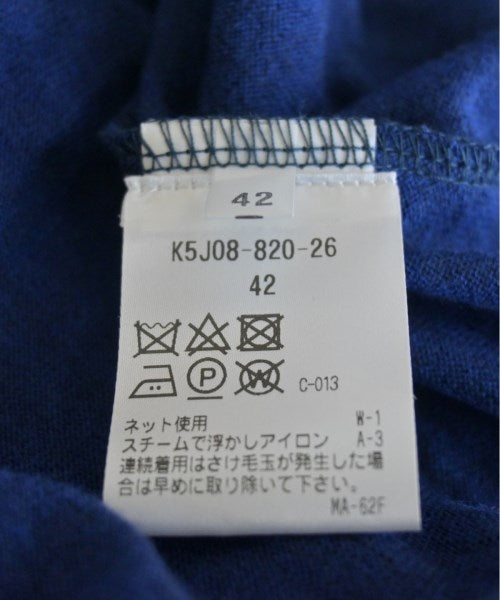 42
K5J08-820-26
42
P W C-013
ネット使用 W-1
スチームで浮かしアイロン A-3
連続着用はさけ毛玉が発生した場
合は早めに取り除いて下さい。
MA-62F